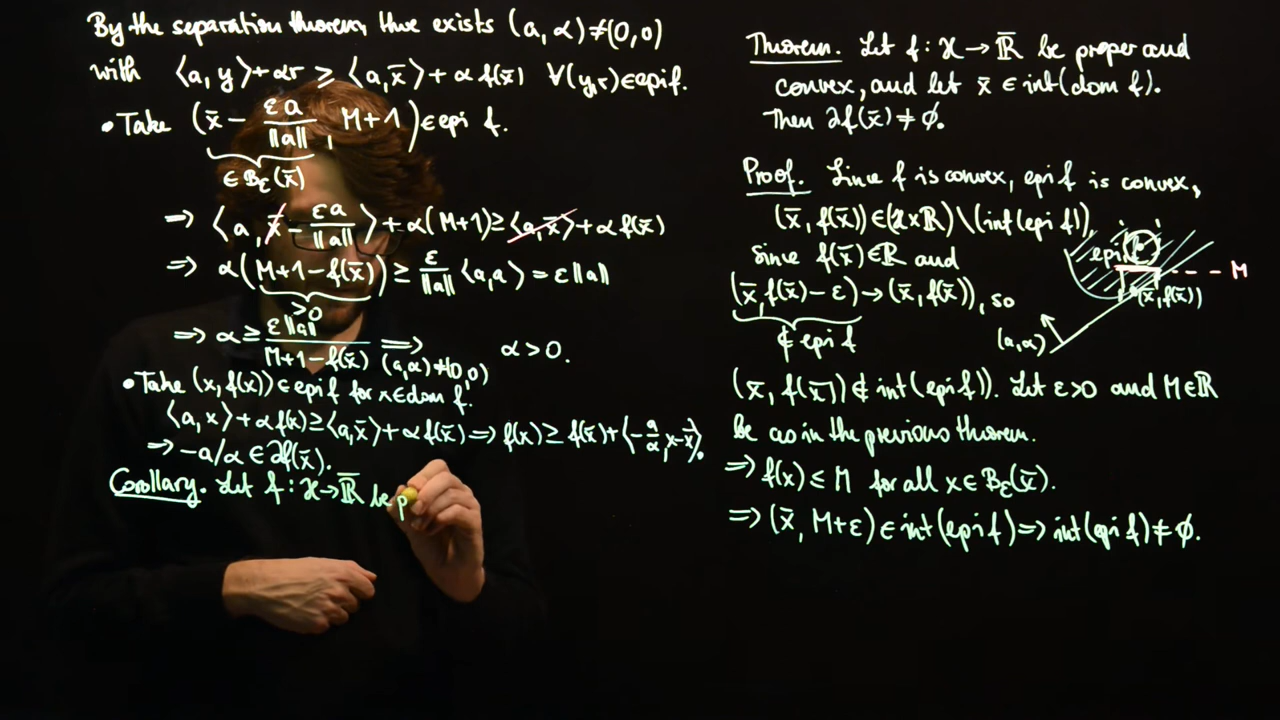 By the separation theorem, there exists (a, α) ≠ (0,0)
with ⟨a, y⟩ + αr ≥ ⟨a, x̄⟩ + α f(x̄) ∀(y,r) ∈ epi f.
• Take (x̄ − εa/‖a‖, M+1) ∈ epi f.
∈ B_ε(x̄)
⇒ ⟨a, x̄ − εa/‖a‖⟩ + α(M+1) ≥ ⟨a, x̄⟩ + α f(x̄)
⇒ α(M+1−f(x̄)) ≥ ε/‖a‖ ⟨a,a⟩ = ε‖a‖
>0
⇒ α ≥ ε‖a‖/(M+1−f(x̄)) ⇒ α > 0.
(a,α) ≠ (0,0)
• Take (x, f(x)) ∈ epi f for x ∈ dom f.
⟨a, x⟩ + α f(x) ≥ ⟨a, x̄⟩ + α f(x̄) ⇒ f(x) ≥ f(x̄) + ⟨−a/α, x−x̄⟩.
⇒ −a/α ∈ ∂f(x̄).
Corollary. Let f : X → R̄ be p
Theorem. Let f : X → R̄ be proper and
convex, and let x̄ ∈ int(dom f).
Then ∂f(x̄) ≠ ∅.
Proof. Since f is convex, epi f is convex,
(x̄, f(x̄)) ∈ (X×ℝ) \ (int(epi f)),
since f(x̄) ∈ ℝ and
(x̄, f(x̄) − ε) → (x̄, f(x̄)), so
∉ epi f
epi f
M
(x̄, f(x̄))
(a,α)
(x̄, f(x̄)) ∉ int(epi f)). Let ε>0 and M∈ℝ
be as in the previous theorem.
⇒ f(x) ≤ M for all x ∈ B_ε(x̄).
⇒ (x̄, M+ε) ∈ int(epi f) ⇒ int(epi f) ≠ ∅.